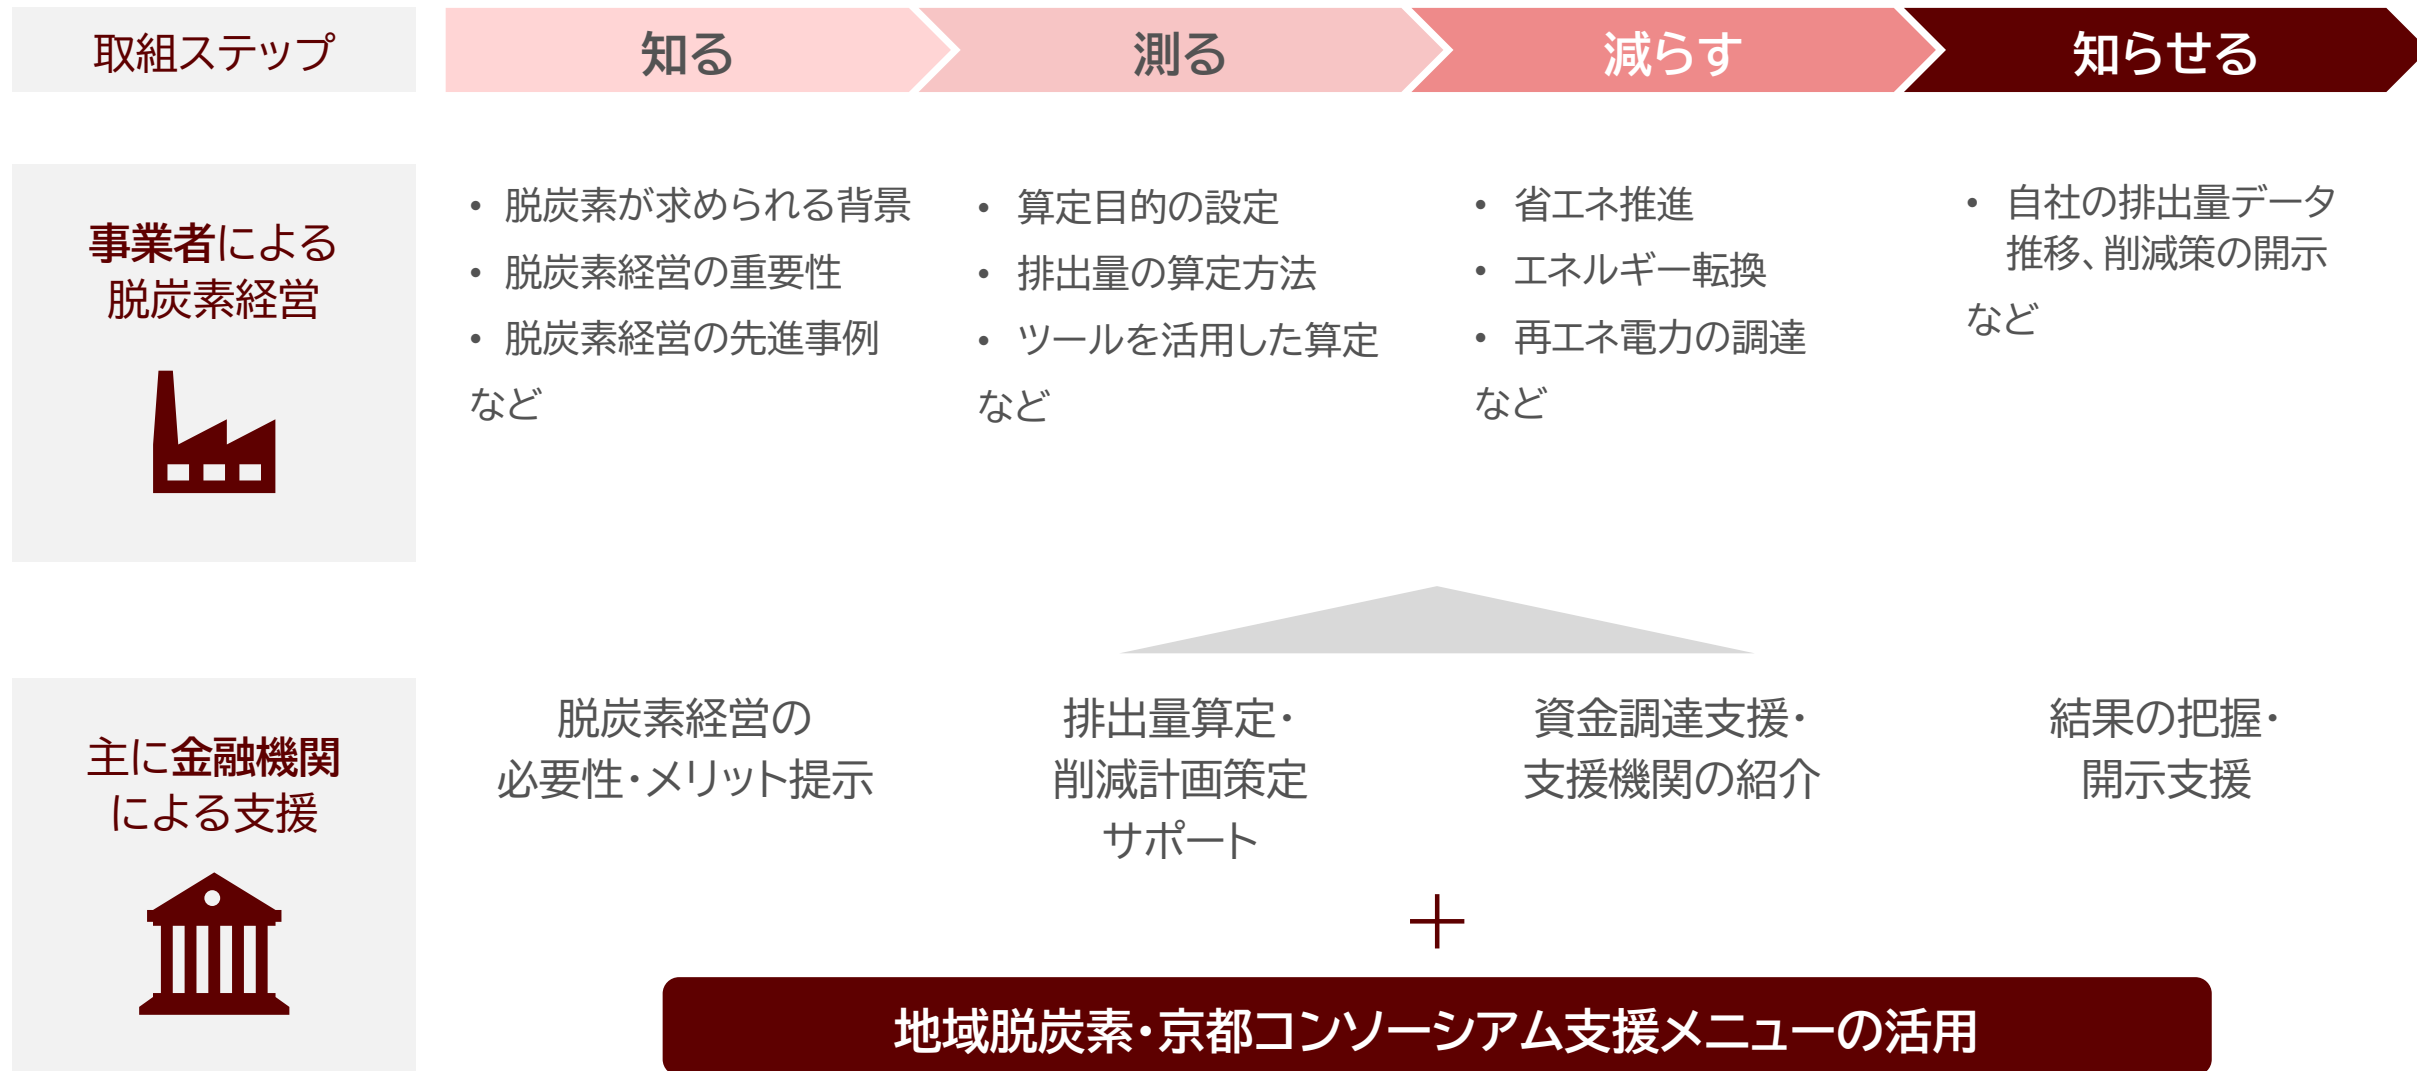 取組ステップ
知る
測る
減らす
知らせる
事業者による
脱炭素経営
• 脱炭素が求められる背景
• 脱炭素経営の重要性
• 脱炭素経営の先進事例
など
• 算定目的の設定
• 排出量の算定方法
• ツールを活用した算定
など
• 省エネ推進
• エネルギー転換
• 再エネ電力の調達
など
• 自社の排出量データ
推移、削減策の開示
など
主に金融機関
による支援
脱炭素経営の
必要性・メリット提示
排出量算定・
削減計画策定
サポート
資金調達支援・
支援機関の紹介
結果の把握・
開示支援
＋
地域脱炭素・京都コンソーシアム支援メニューの活用